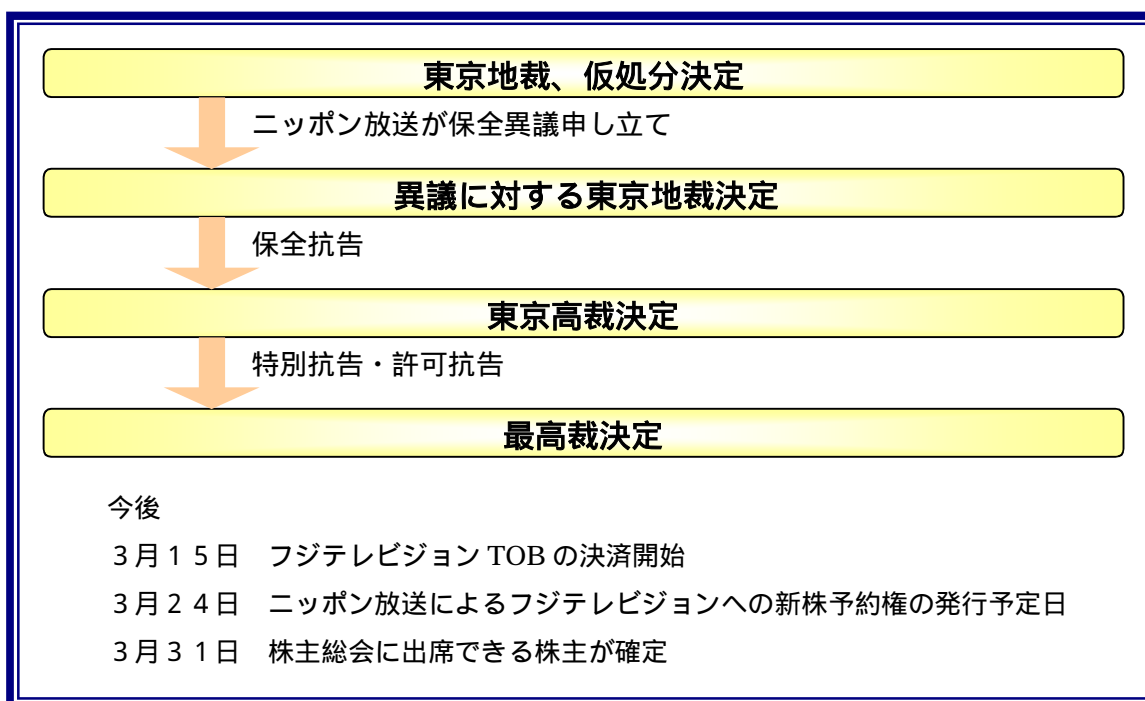 東京地裁、仮処分決定
ニッポン放送が保全異議申し立て
異議に対する東京地裁決定
保全抗告
東京高裁決定
特別抗告・許可抗告
最高裁決定
今後
３月１５日　フジテレビジョン TOB の決済開始
３月２４日　ニッポン放送によるフジテレビジョンへの新株予約権の発行予定日
３月３１日　株主総会に出席できる株主が確定